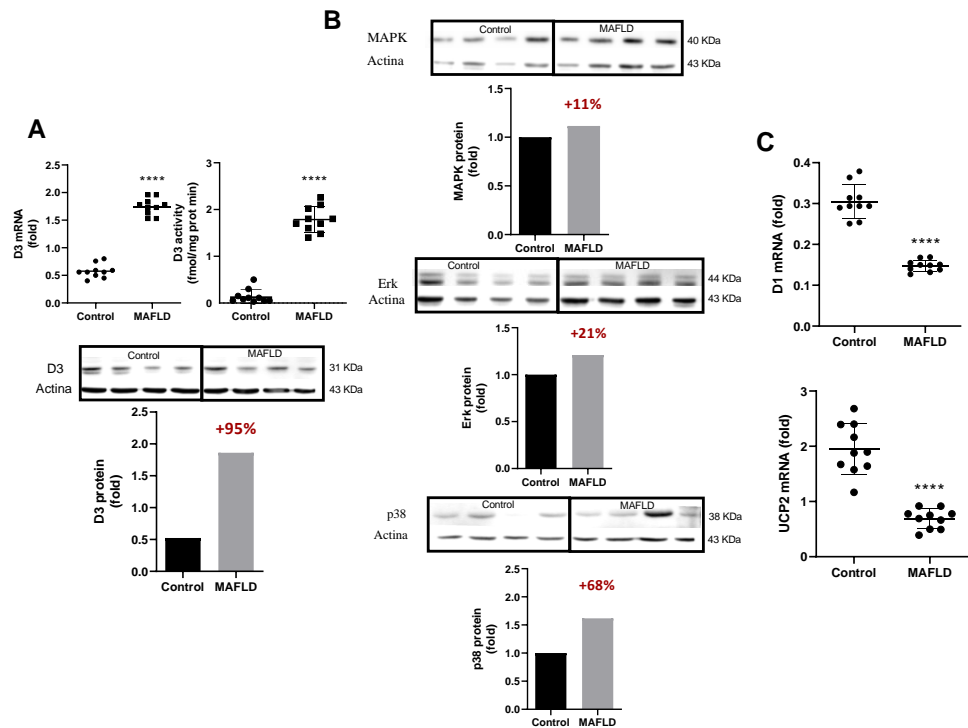 A
D3 mRNA
(fold)
2.5
2.0
1.5
1.0
0.5
0.0
****
Control
MAFLD
D3 activity
(fmol/mg prot min)
3
2
1
0
****
Control
MAFLD
Control
MAFLD
D3
31 KDa
Actina
43 KDa
D3 protein
(fold)
2.5
2.0
1.5
1.0
0.5
0.0
+95%
Control
MAFLD
B
Control
MAFLD
MAPK
40 KDa
Actina
43 KDa
MAPK protein
(fold)
1.5
1.0
0.5
0.0
+11%
Control
MAFLD
Control
MAFLD
Erk
44 KDa
Actina
43 KDa
Erk protein
(fold)
1.5
1.0
0.5
0.0
+21%
Control
MAFLD
Control
MAFLD
p38
38 KDa
Actina
43 KDa
p38 protein
(fold)
2.0
1.5
1.0
0.5
0.0
+68%
Control
MAFLD
C
D1 mRNA (fold)
0.4
0.3
0.2
0.1
0.0
****
Control
MAFLD
UCP2 mRNA (fold)
3
2
1
0
****
Control
MAFLD